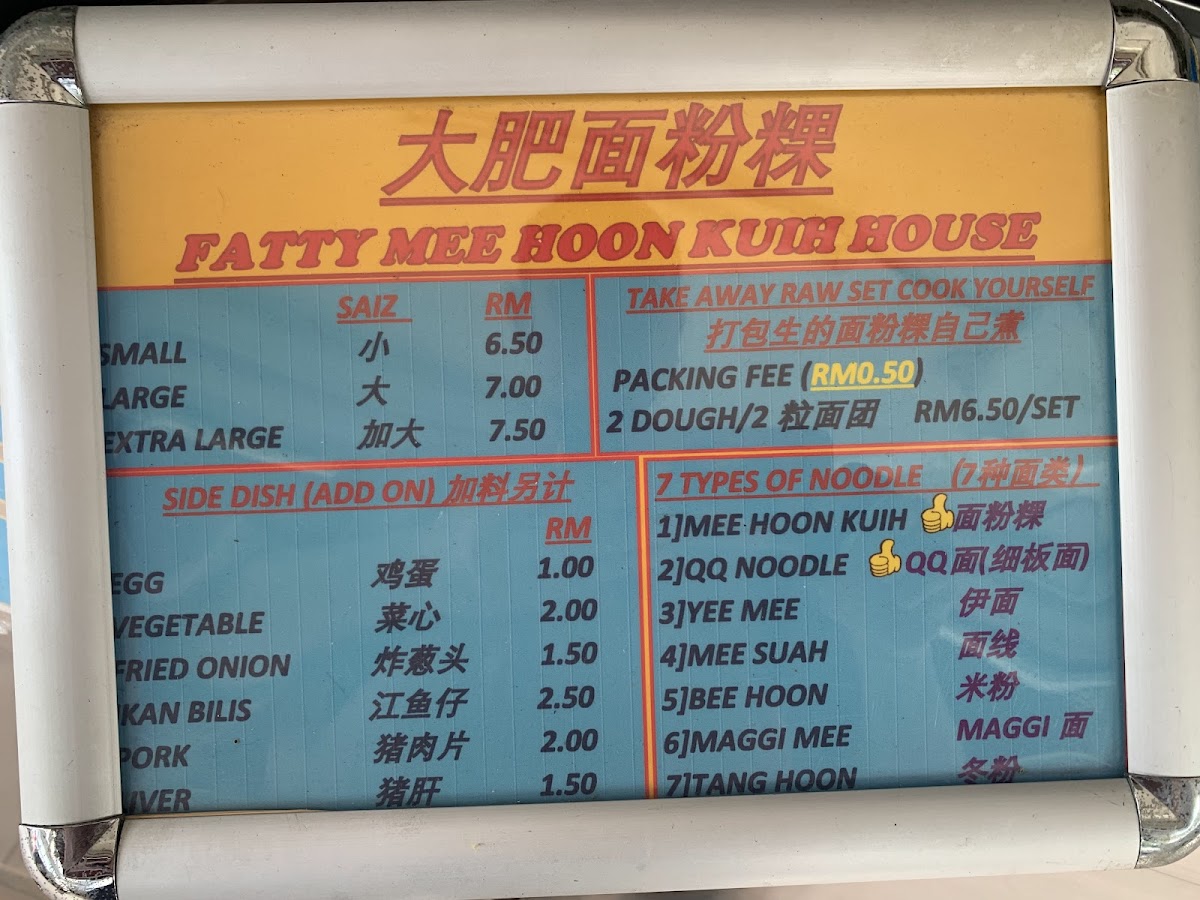 大肥面粉粿
FATTY MEE HOON KUIH HOUSE
SAIZ RM
SMALL 小 6.50
LARGE 大 7.00
EXTRA LARGE 加大 7.50
TAKE AWAY RAW SET COOK YOURSELF
打包生的面粉粿自己煮
PACKING FEE (RM0.50)
2 DOUGH/2 粒面团 RM6.50/SET
SIDE DISH (ADD ON) 加料另计
RM
EGG 鸡蛋 1.00
VEGETABLE 菜心 2.00
FRIED ONION 炸葱头 1.50
IKAN BILIS 江鱼仔 2.50
PORK 猪肉片 2.00
LIVER 猪肝 1.50
7 TYPES OF NOODLE (7种面类)
1]MEE HOON KUIH 👍面粉粿
2]QQ NOODLE 👍QQ面(细板面)
3]YEE MEE 伊面
4]MEE SUAH 面线
5]BEE HOON 米粉
6]MAGGI MEE MAGGI 面
7]TANG HOON 冬粉